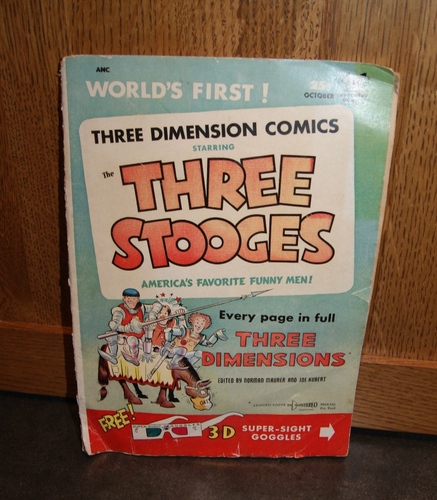 ANC
WORLD'S FIRST!
OCTOBER
THREE DIMENSION COMICS
STARRING
The THREE
STOOGES
AMERICA'S FAVORITE FUNNY MEN!
Every page in full
THREE
DIMENSIONS
EDITED BY NORMAN MAURER AND JOE KUBERT
FREE!
3D SUPER-SIGHT
GOGGLES